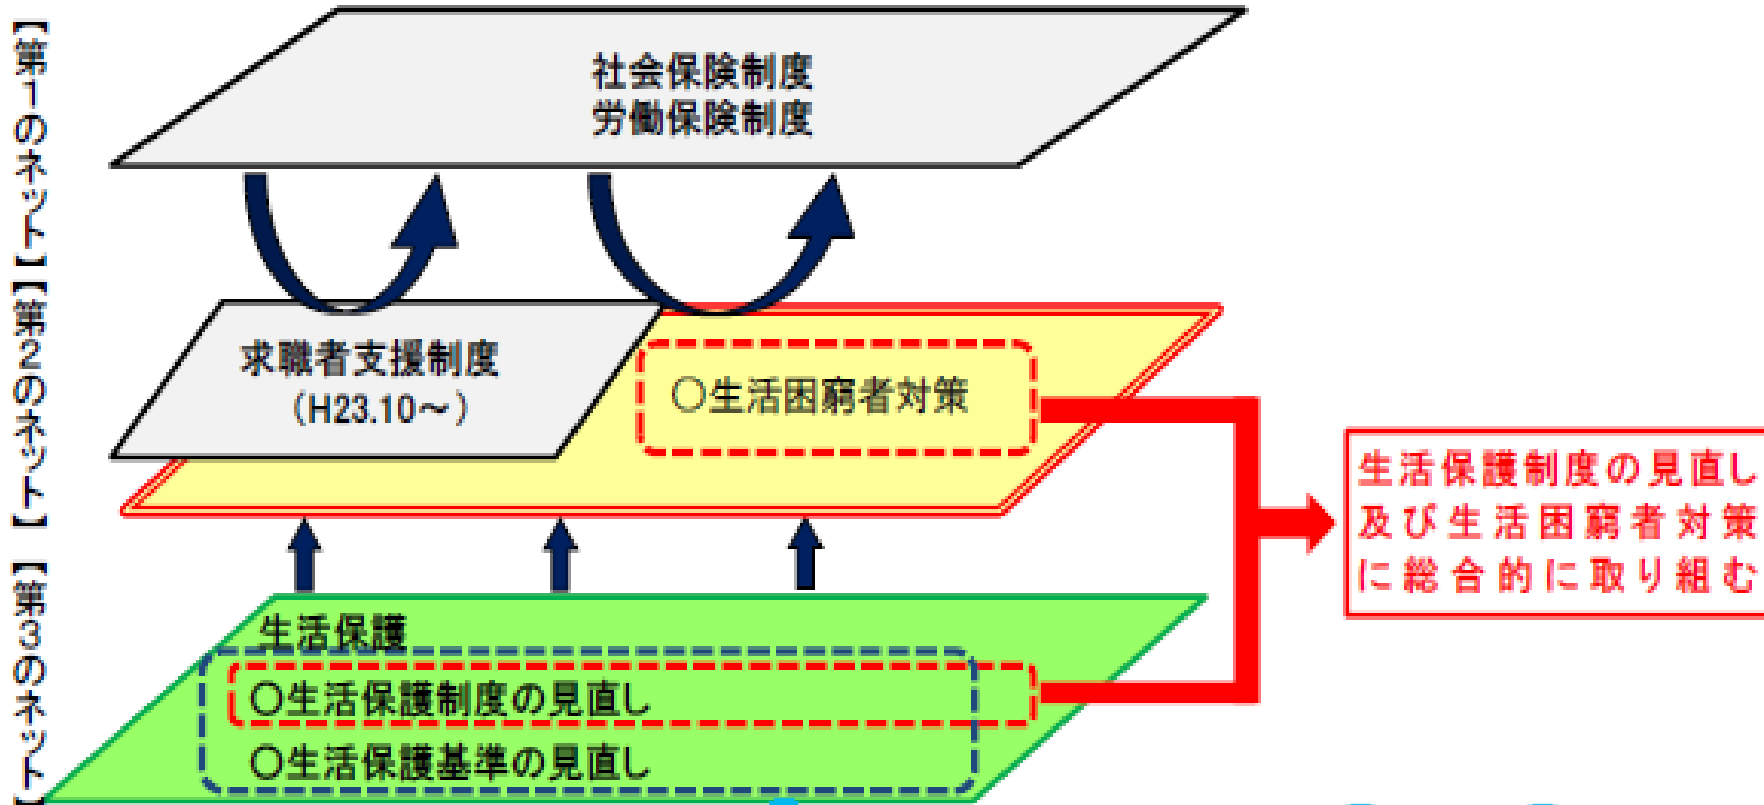 【第1のネット】
社会保険制度
労働保険制度
【第2のネット】
求職者支援制度
（H23.10～）
○生活困窮者対策
生活保護制度の見直し
及び生活困窮者対策
に総合的に取り組む
【第3のネット】
生活保護
○生活保護制度の見直し
○生活保護基準の見直し